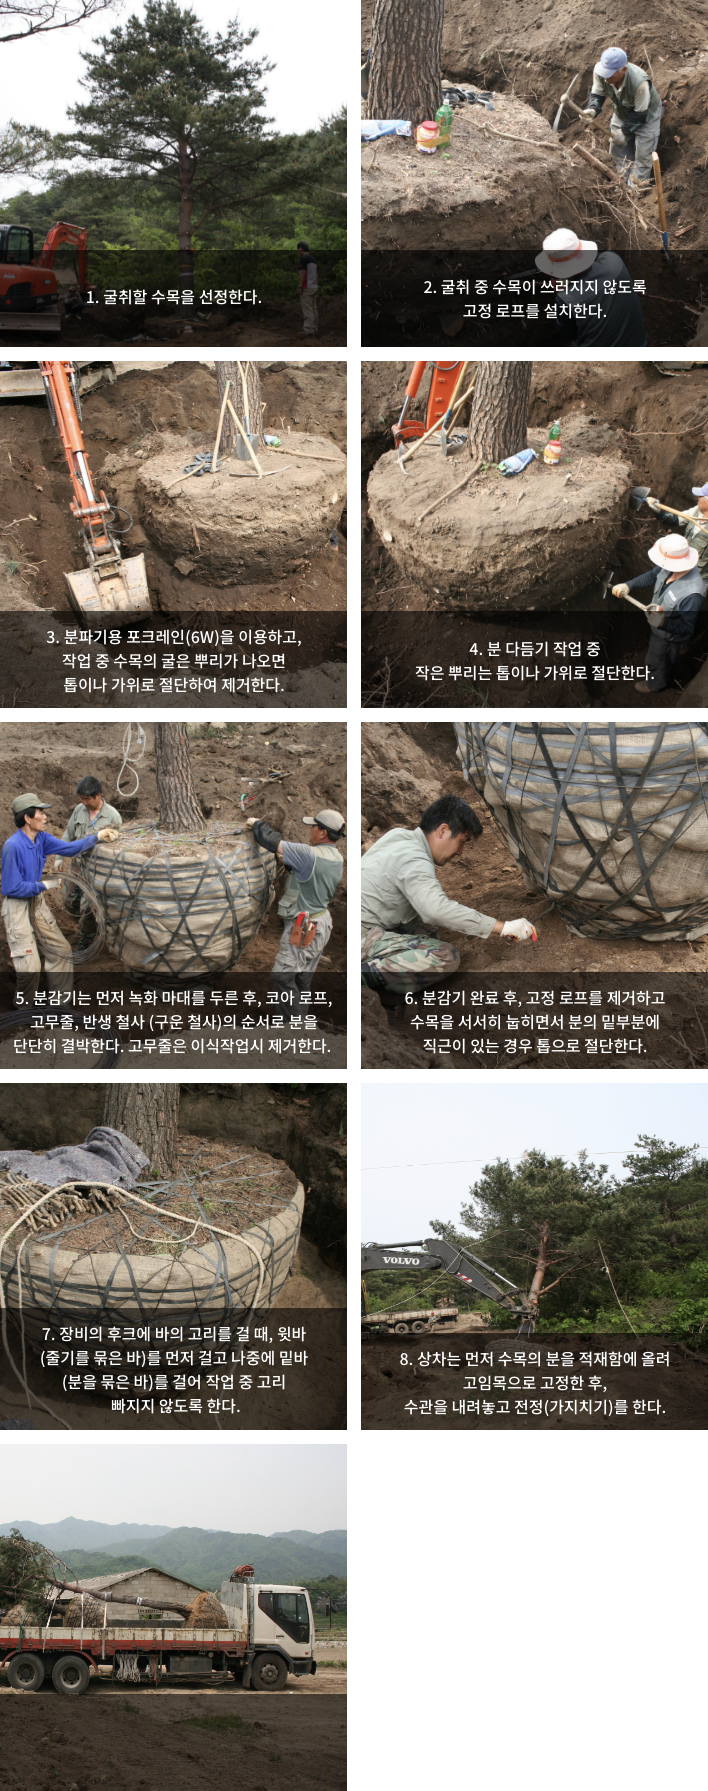 1. 굴취할 수목을 선정한다.
2. 굴취 중 수목이 쓰러지지 않도록
고정 로프를 설치한다.
3. 분파기용 포크레인(6W)을 이용하고,
작업 중 수목의 굵은 뿌리가 나오면
톱이나 가위로 절단하여 제거한다.
4. 분 다듬기 작업 중
작은 뿌리는 톱이나 가위로 절단한다.
5. 분감기는 먼저 녹화 마대를 두른 후, 코아 로프,
고무줄, 반생 철사 (구운 철사)의 순서로 분을
단단히 결박한다. 고무줄은 이식작업시 제거한다.
6. 분감기 완료 후, 고정 로프를 제거하고
수목을 서서히 눕히면서 분의 밑부분에
직근이 있는 경우 톱으로 절단한다.
7. 장비의 후크에 바의 고리를 걸 때, 윗바
(줄기를 묶은 바)를 먼저 걸고 나중에 밑바
(분을 묶은 바)를 걸어 작업 중 고리
빠지지 않도록 한다.
VOLVO
8. 상차는 먼저 수목의 분을 적재함에 올려
고임목으로 고정한 후,
수관을 내려놓고 전정(가지치기)를 한다.